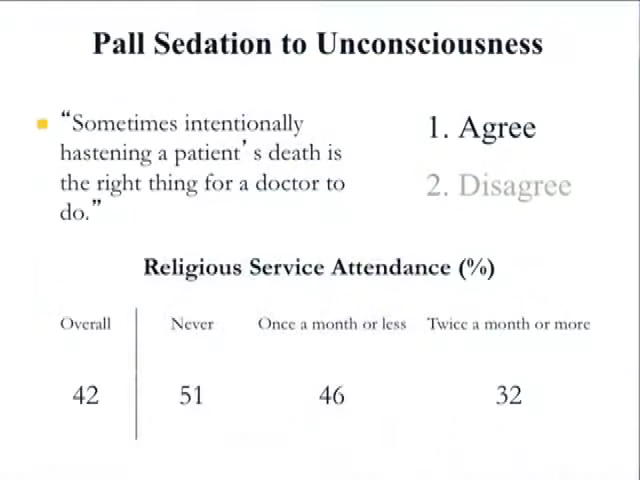 Pall Sedation to Unconsciousness
“Sometimes intentionally
hastening a patient’s death is
the right thing for a doctor to
do.”
1. Agree
2. Disagree
Religious Service Attendance (%)
Overall Never Once a month or less Twice a month or more
42 51 46 32